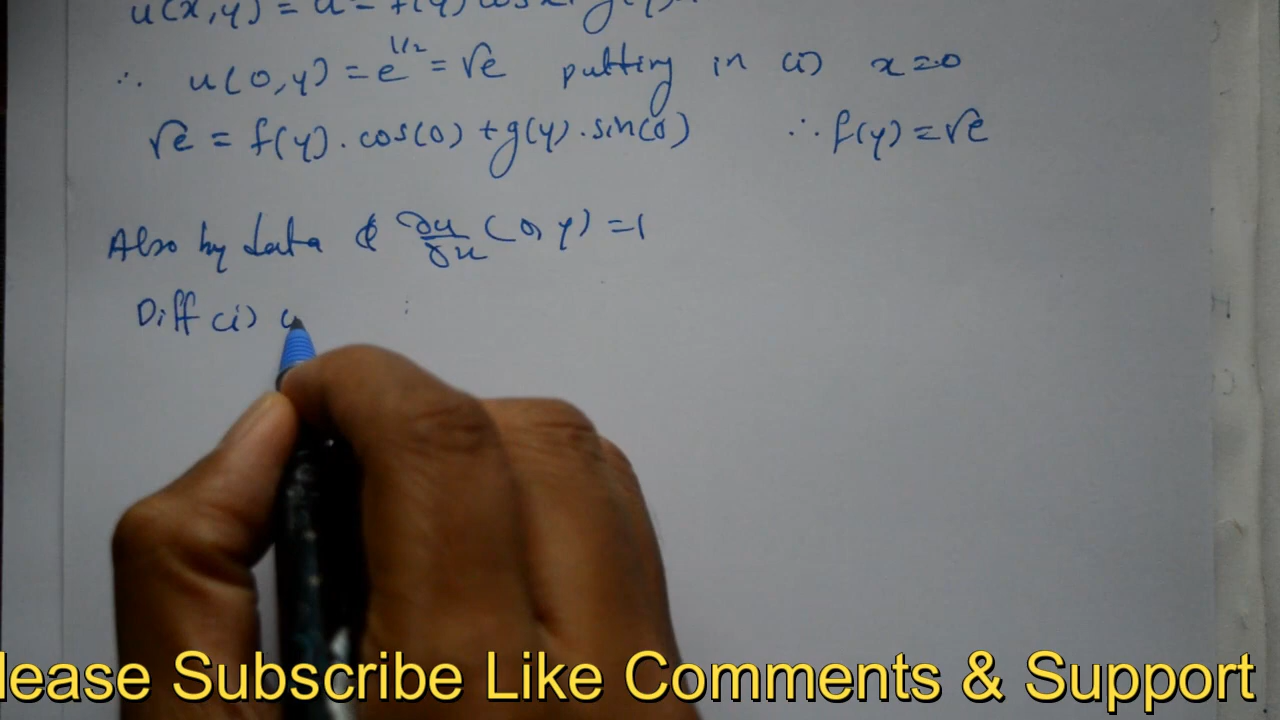 u(x,y) = u = f(y) cos x + g(y)
∴ u(0,y) = e^1/2 = √e putting in (i) x=0
√e = f(y). cos(0) + g(y). sin(0) ∴ f(y) = √e
Also by data & ∂u/∂x (0, y) = 1
Diff (i)
lease Subscribe Like Comments & Support